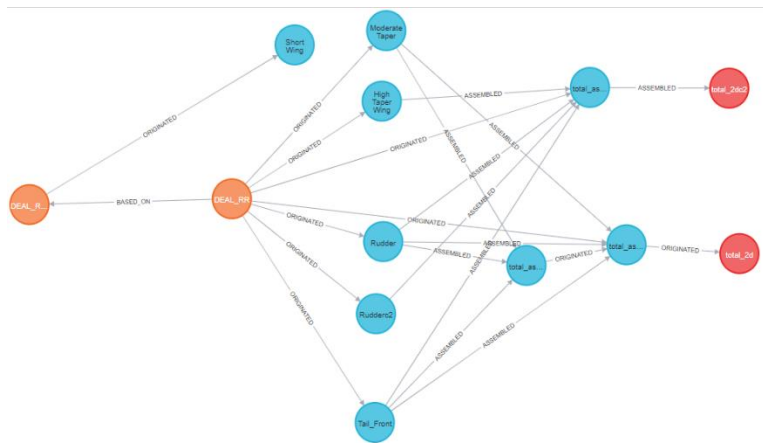 Moderate
Taper
Short
Wing
ORIGINATED
ORIGINATED
High
Taper
Wing
ASSEMBLED
total_as...
ASSEMBLED
total_2dc2
ORIGINATED
ORIGINATED
ASSEMBLED
ASSEMBLED
ASSEMBLED
DEAL_R...
BASED_ON
DEAL_RR
ORIGINATED
ORIGINATED
ASSEMBLED
Rudder
ASSEMBLED
ASSEMBLED
total_as...
ORIGINATED
total_2d
ORIGINATED
ASSEMBLED
total_as...
ORIGINATED
ORIGINATED
Ruddero2
ASSEMBLED
ASSEMBLED
Tail_Front